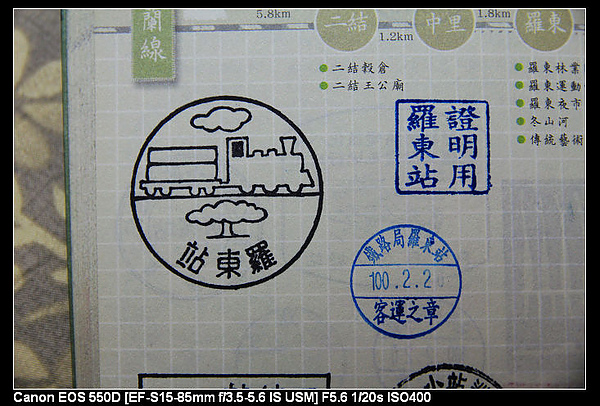 蘭線
5.8km
二結
1.2km
中里
1.8km
羅東
二結穀倉
二結王公廟
羅東林業
羅東運動
羅東夜市
冬山河
傳統藝術
羅東站
證明用
羅東站
鐵路局羅東站
100.2.2
客運之章
小站
Canon EOS 550D [EF-S15-85mm f/3.5-5.6 IS USM] F5.6 1/20s ISO400